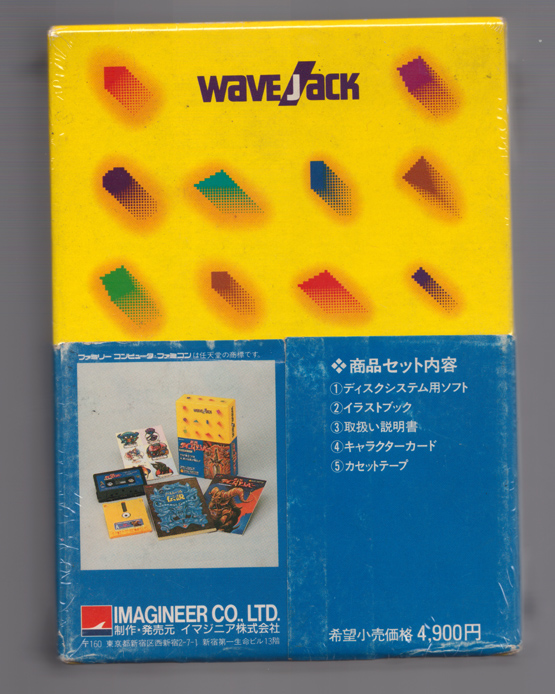 WAVE JACK
ファミリーコンピュータ・ファミコンは任天堂の商標です。
❖商品セット内容
①ディスクシステム用ソフト
②イラストブック
③取扱い説明書
④キャラクターカード
⑤カセットテープ
WAVE JACK
伝説
IMAGINEER CO., LTD.
制作・発売元 イマジニア株式会社
〒160 東京都新宿区西新宿2-7-1 新宿第一生命ビル13階
希望小売価格 4,900円